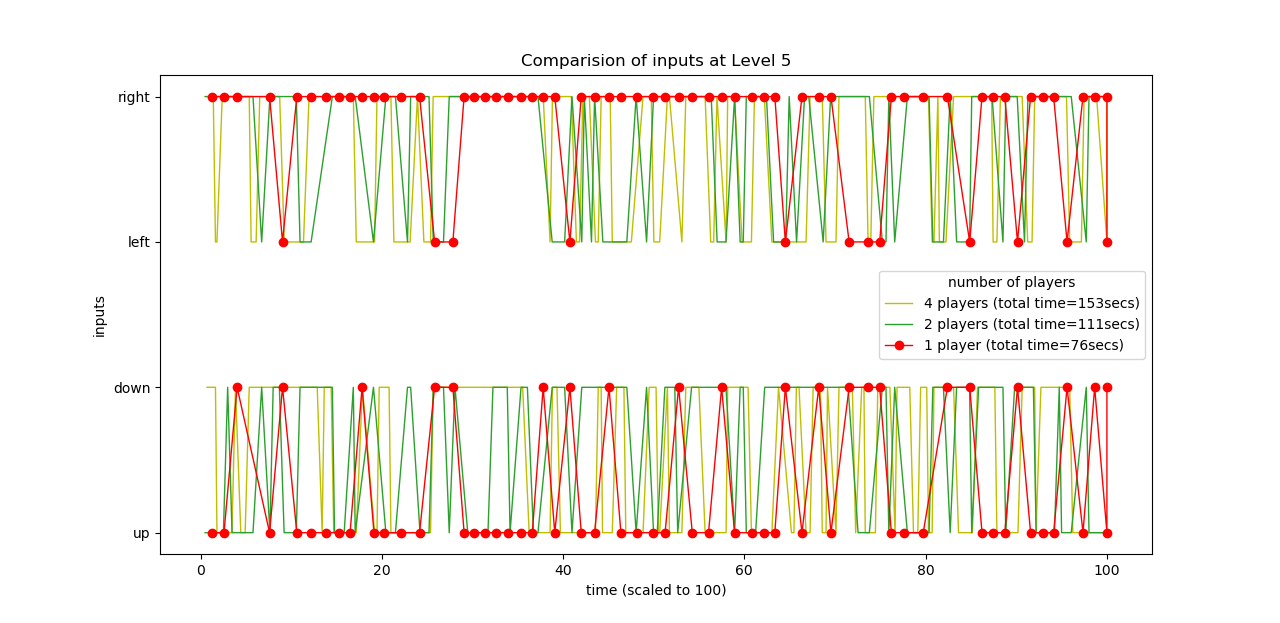 Comparision of inputs at Level 5
right
left
inputs
down
up
number of players
4 players (total time=153secs)
2 players (total time=111secs)
1 player (total time=76secs)
0 20 40 60 80 100
time (scaled to 100)